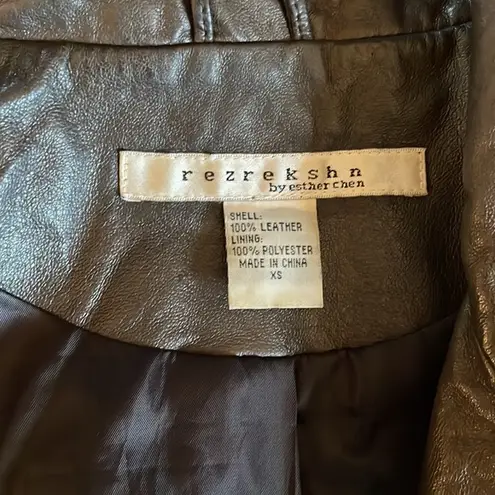 rezrekshn
by esther chen
SHELL:
100% LEATHER
LINING:
100% POLYESTER
MADE IN CHINA
XS